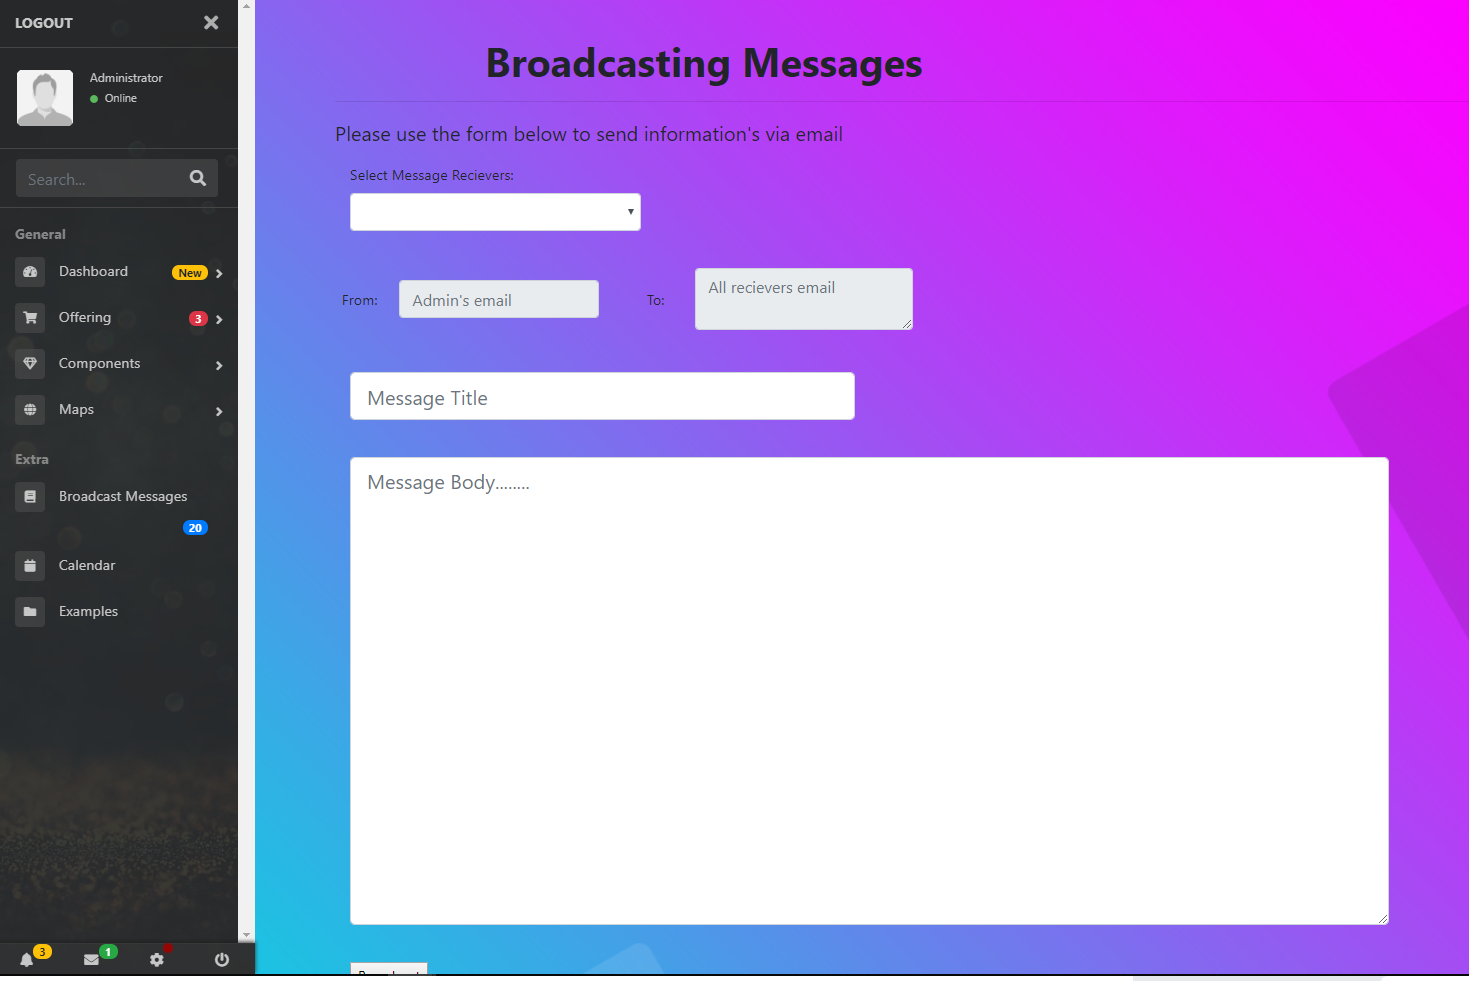 LOGOUT
Administrator
Online
Search...
General
Dashboard New
Offering 3
Components
Maps
Extra
Broadcast Messages
20
Calendar
Examples
3 1
Broadcasting Messages
Please use the form below to send information's via email
Select Message Recievers:
From: Admin's email To: All recievers email
Message Title
Message Body........